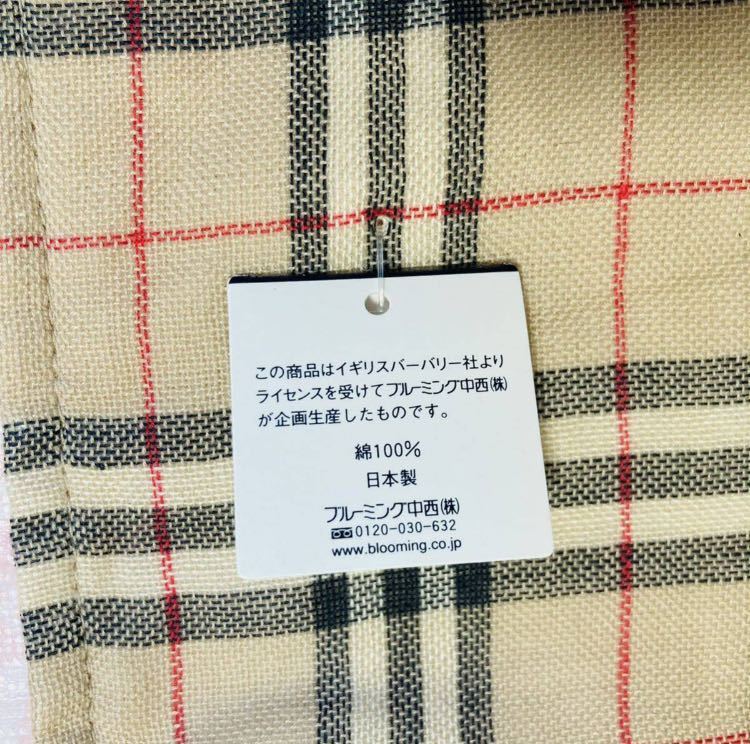 この商品はイギリスバーバリー社より
ライセンスを受けてブルーミング中西(株)
が企画生産したものです。
綿100%
日本製
ブルーミング中西(株)
0120-030-632
www.blooming.co.jp